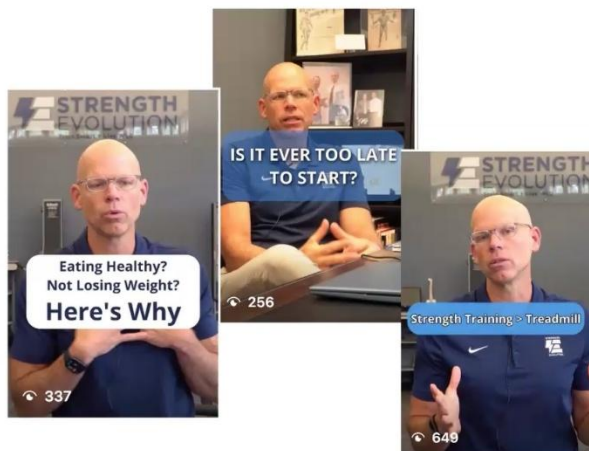 STRENGTH
EVOLUTION
Eating Healthy?
Not Losing Weight?
Here's Why
337
IS IT EVER TOO LATE
TO START?
256
STRENGTH
EVOLUTION
Strength Training > Treadmill
649